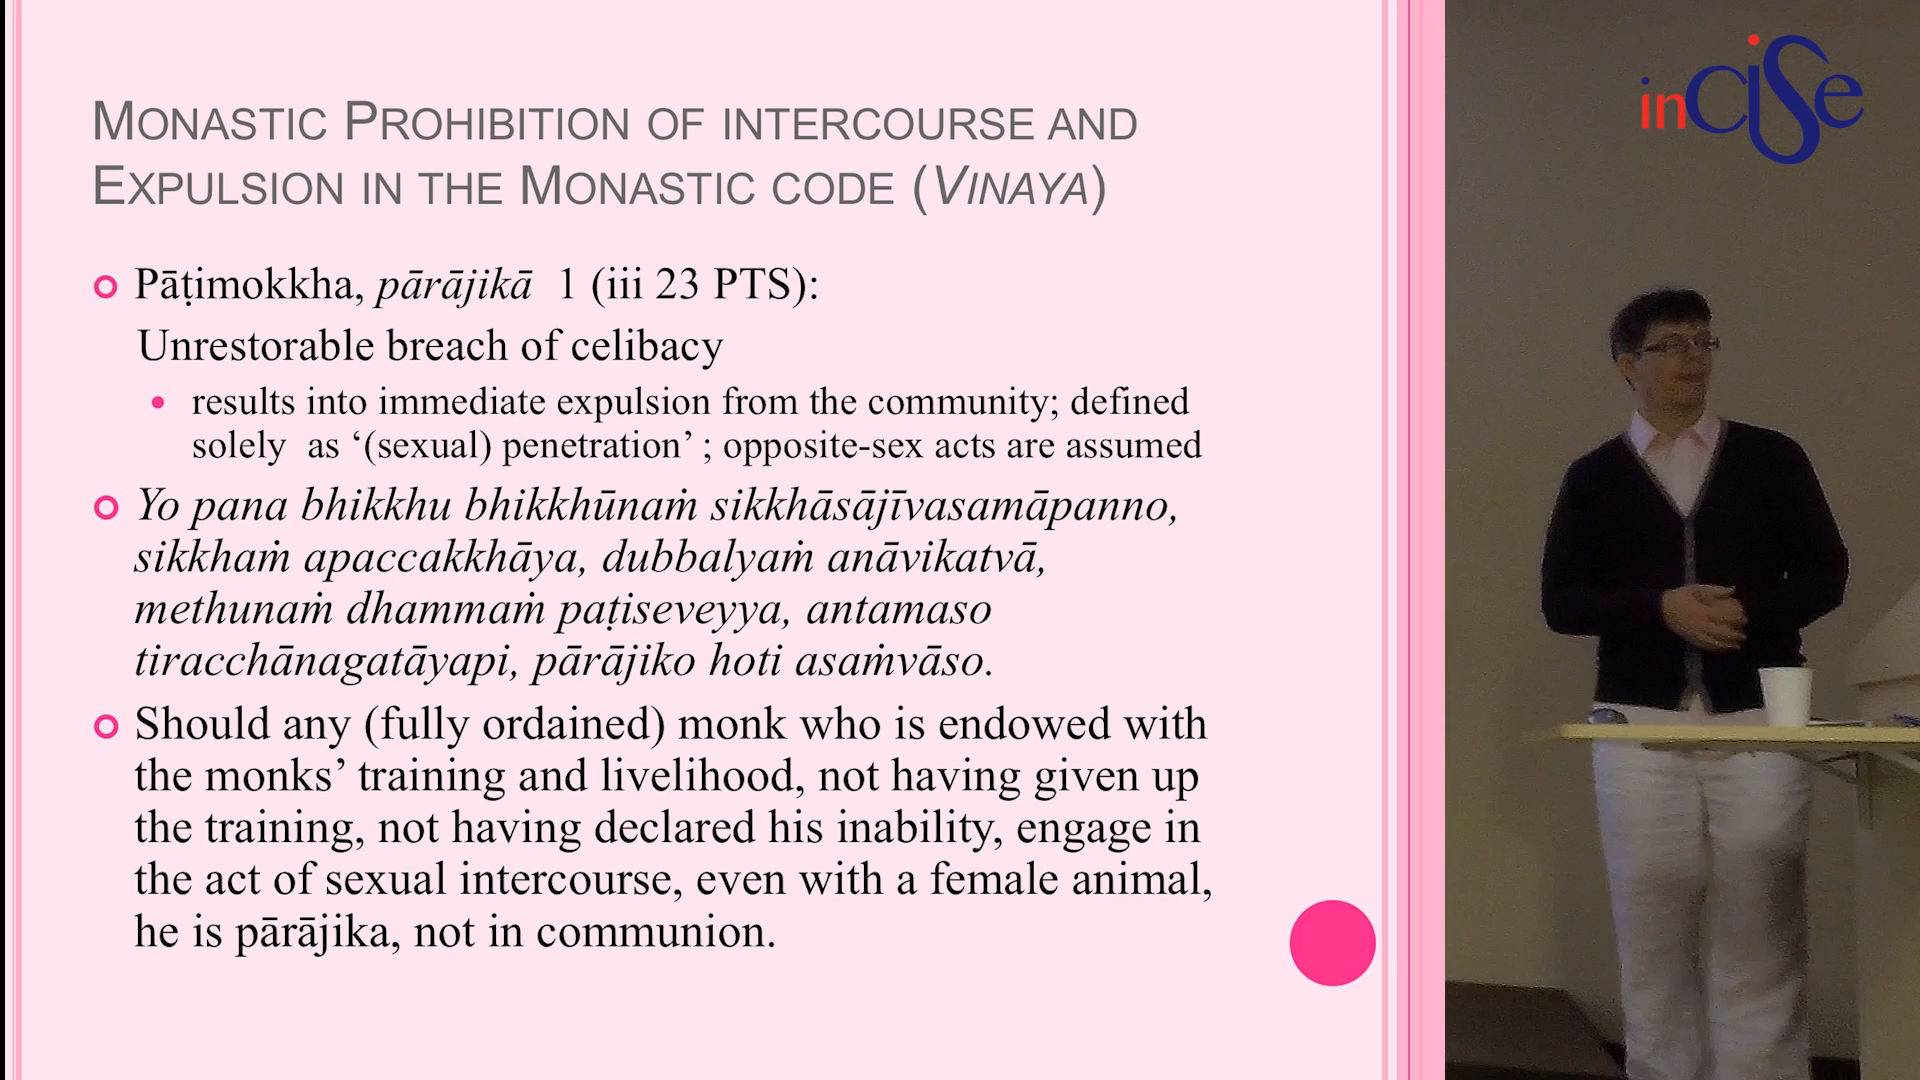 inCISe
MONASTIC PROHIBITION OF INTERCOURSE AND
EXPULSION IN THE MONASTIC CODE (VINAYA)
Pāṭimokkha, pārājikā 1 (iii 23 PTS):
Unrestorable breach of celibacy
results into immediate expulsion from the community; defined
solely as ‘(sexual) penetration’ ; opposite-sex acts are assumed
Yo pana bhikkhu bhikkhūnaṁ sikkhāsājīvasamāpanno,
sikkhaṁ apaccakkhāya, dubbalyaṁ anāvikatvā,
methunaṁ dhammaṁ paṭiseveyya, antamaso
tiracchānagatāyapi, pārājiko hoti asaṁvāso.
Should any (fully ordained) monk who is endowed with
the monks’ training and livelihood, not having given up
the training, not having declared his inability, engage in
the act of sexual intercourse, even with a female animal,
he is pārājika, not in communion.